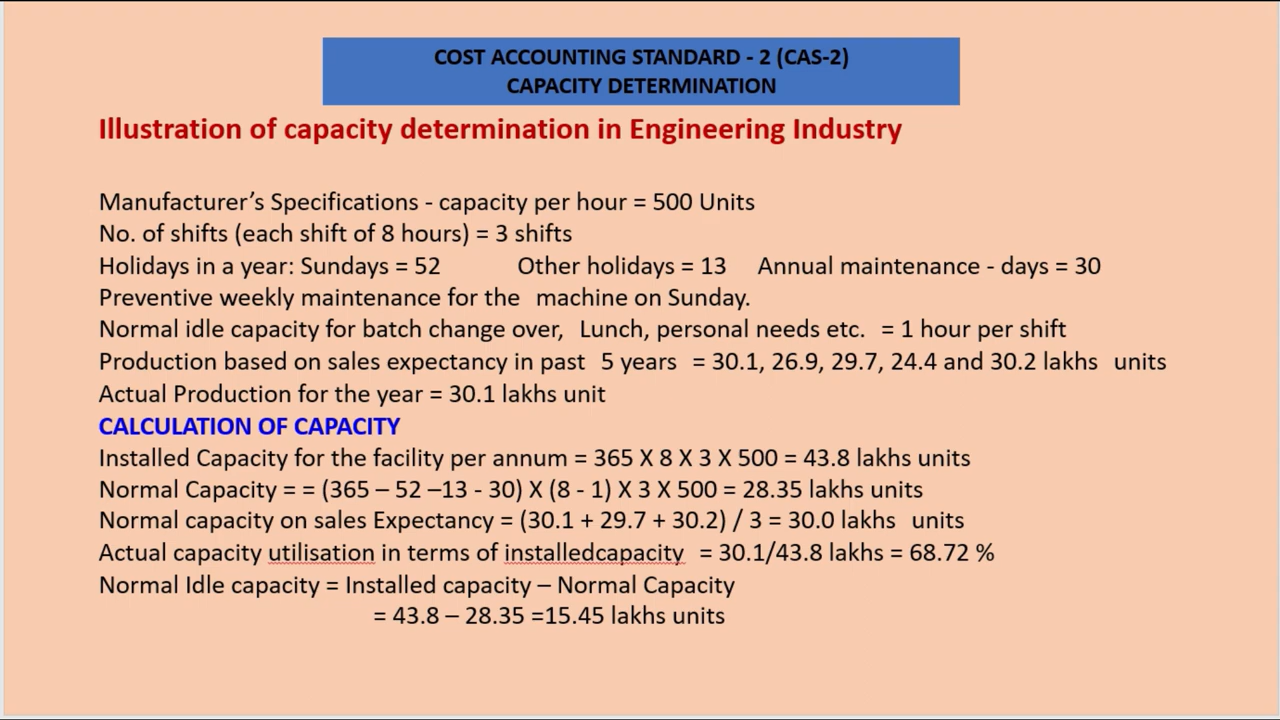 COST ACCOUNTING STANDARD - 2 (CAS-2)
CAPACITY DETERMINATION
Illustration of capacity determination in Engineering Industry
Manufacturer’s Specifications - capacity per hour = 500 Units
No. of shifts (each shift of 8 hours) = 3 shifts
Holidays in a year: Sundays = 52 Other holidays = 13 Annual maintenance - days = 30
Preventive weekly maintenance for the machine on Sunday.
Normal idle capacity for batch change over, Lunch, personal needs etc. = 1 hour per shift
Production based on sales expectancy in past 5 years = 30.1, 26.9, 29.7, 24.4 and 30.2 lakhs units
Actual Production for the year = 30.1 lakhs unit
CALCULATION OF CAPACITY
Installed Capacity for the facility per annum = 365 X 8 X 3 X 500 = 43.8 lakhs units
Normal Capacity = = (365 – 52 –13 - 30) X (8 - 1) X 3 X 500 = 28.35 lakhs units
Normal capacity on sales Expectancy = (30.1 + 29.7 + 30.2) / 3 = 30.0 lakhs units
Actual capacity utilisation in terms of installedcapacity = 30.1/43.8 lakhs = 68.72 %
Normal Idle capacity = Installed capacity – Normal Capacity
= 43.8 – 28.35 =15.45 lakhs units